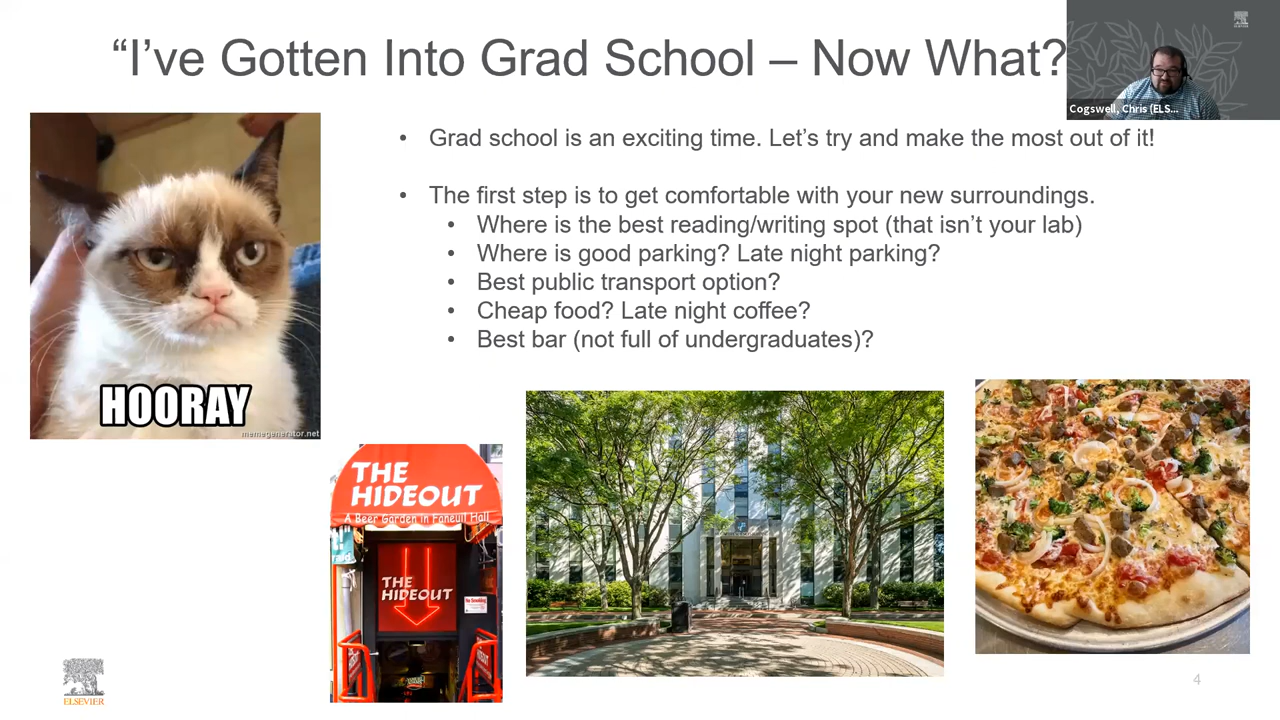 “I’ve Gotten Into Grad School – Now What?
Cogswell, Chris (ELS...
• Grad school is an exciting time. Let’s try and make the most out of it!
• The first step is to get comfortable with your new surroundings.
• Where is the best reading/writing spot (that isn’t your lab)
• Where is good parking? Late night parking?
• Best public transport option?
• Cheap food? Late night coffee?
• Best bar (not full of undergraduates)?
HOORAY
memegenerator.net
THE
HIDEOUT
A Beer Garden in Faneuil Hall
THE
HIDEOUT
No Smoking
ELSEVIER
4